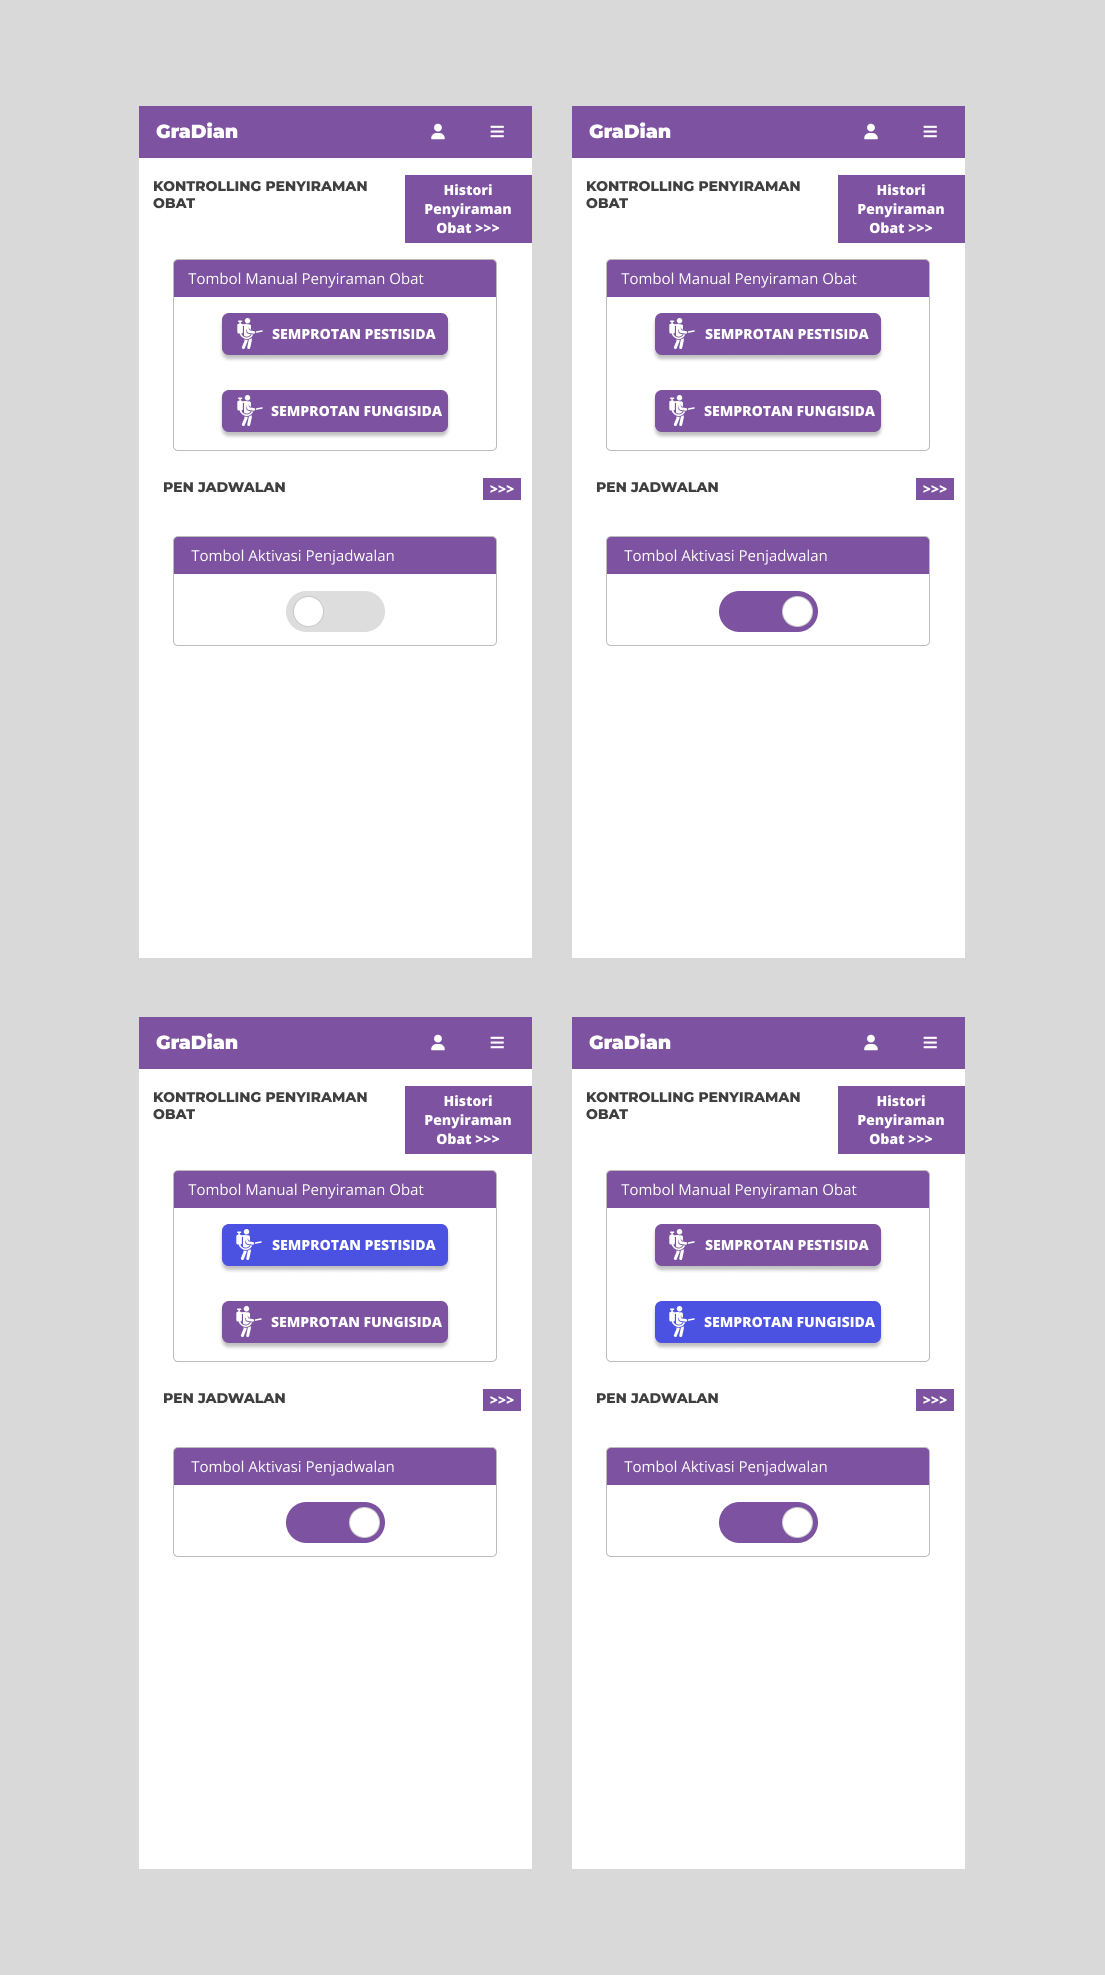 GraDian
KONTROLLING PENYIRAMAN
OBAT
Histori
Penyiraman
Obat >>>
Tombol Manual Penyiraman Obat
SEMPROTAN PESTISIDA
SEMPROTAN FUNGISIDA
PEN JADWALAN
>>>
Tombol Aktivasi Penjadwalan
GraDian
KONTROLLING PENYIRAMAN
OBAT
Histori
Penyiraman
Obat >>>
Tombol Manual Penyiraman Obat
SEMPROTAN PESTISIDA
SEMPROTAN FUNGISIDA
PEN JADWALAN
>>>
Tombol Aktivasi Penjadwalan
GraDian
KONTROLLING PENYIRAMAN
OBAT
Histori
Penyiraman
Obat >>>
Tombol Manual Penyiraman Obat
SEMPROTAN PESTISIDA
SEMPROTAN FUNGISIDA
PEN JADWALAN
>>>
Tombol Aktivasi Penjadwalan
GraDian
KONTROLLING PENYIRAMAN
OBAT
Histori
Penyiraman
Obat >>>
Tombol Manual Penyiraman Obat
SEMPROTAN PESTISIDA
SEMPROTAN FUNGISIDA
PEN JADWALAN
>>>
Tombol Aktivasi Penjadwalan